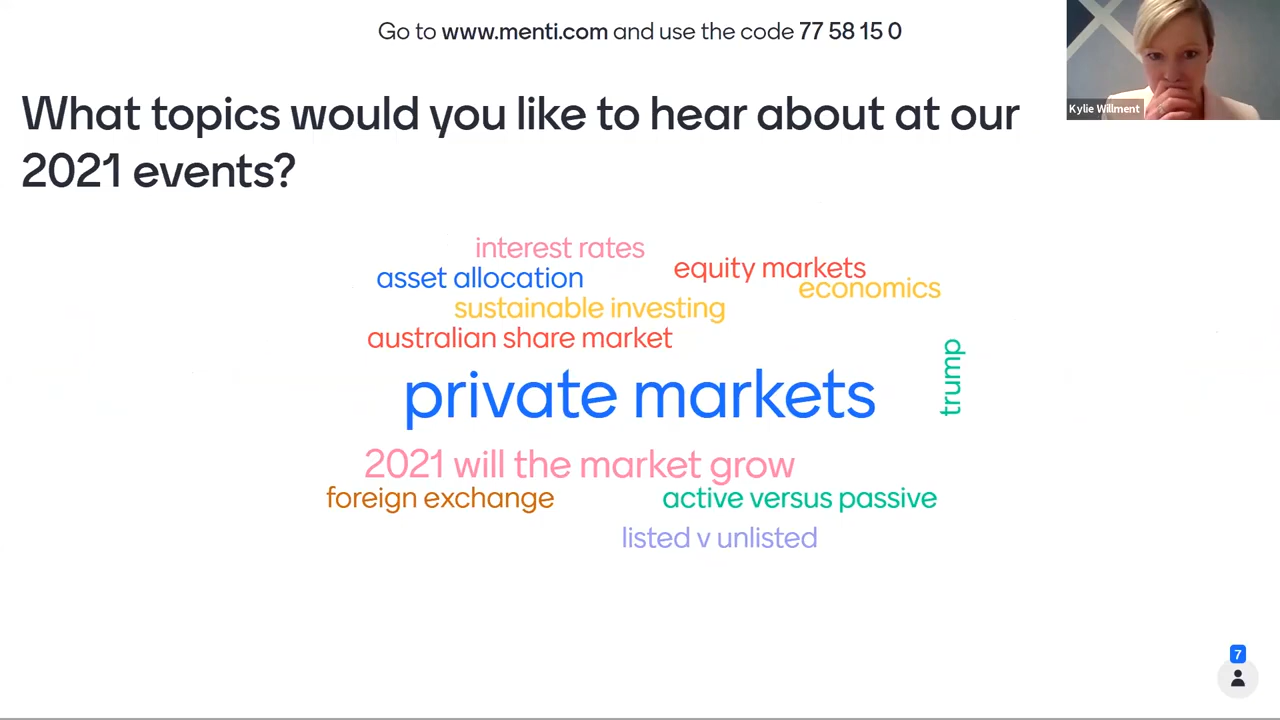 Go to www.menti.com and use the code 77 58 15 0
Kylie Willment
What topics would you like to hear about at our
2021 events?
interest rates
equity markets
asset allocation
economics
sustainable investing
australian share market
trump
private markets
2021 will the market grow
foreign exchange
active versus passive
listed v unlisted
7